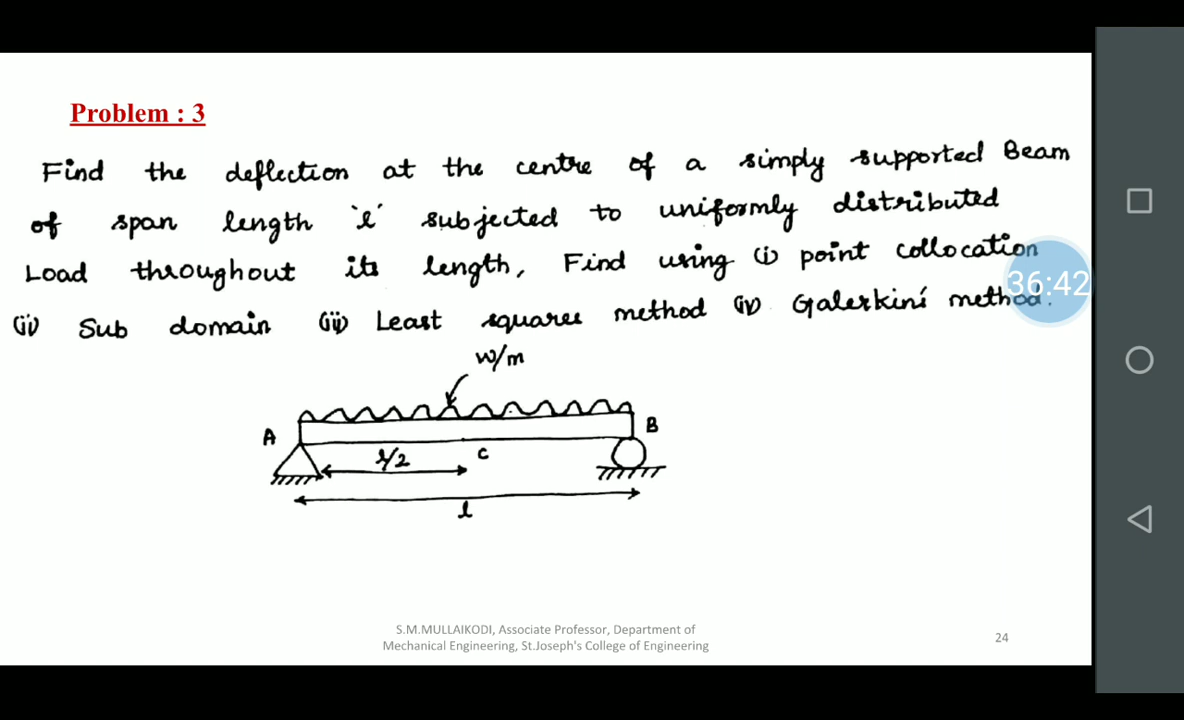 Problem : 3
Find the deflection at the centre of a simply supported Beam
of span length 'l' subjected to uniformly distributed
Load throughout its length, Find using (i) point collocation
36:42
(ii) Sub domain (iii) Least squares method (iv) Galerkin's method.
w/m
A
B
l/2
C
l
S.M.MULLAIKODI, Associate Professor, Department of
Mechanical Engineering, St.Joseph's College of Engineering
24